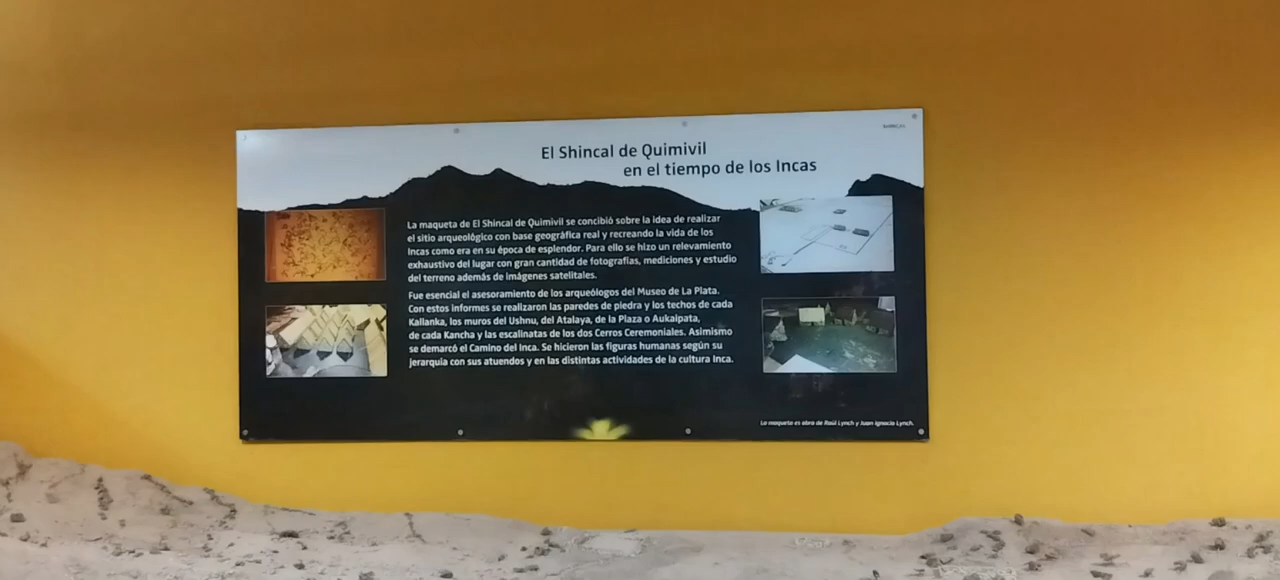 El Shincal de Quimivil
en el tiempo de los Incas
La maqueta de El Shincal de Quimivil se concibió sobre la idea de realizar
el sitio arqueológico con base geográfica real y recreando la vida de los
Incas como era en su época de esplendor. Para ello se hizo un relevamiento
exhaustivo del lugar con gran cantidad de fotografías, mediciones y estudio
del terreno además de imágenes satelitales.
Fue esencial el asesoramiento de los arqueólogos del Museo de La Plata.
Con estos informes se realizaron las paredes de piedra y los techos de cada
Kallanka, los muros del Ushnu, del Atalaya, de la Plaza o Aukaipata,
de cada Kancha y las escalinatas de los dos Cerros Ceremoniales. Asimismo
se demarcó el Camino del Inca. Se hicieron las figuras humanas según su
jerarquía con sus atuendos y en las distintas actividades de la cultura Inca.
La maqueta es obra de Raúl Lynch y Juan Ignacio Lynch.